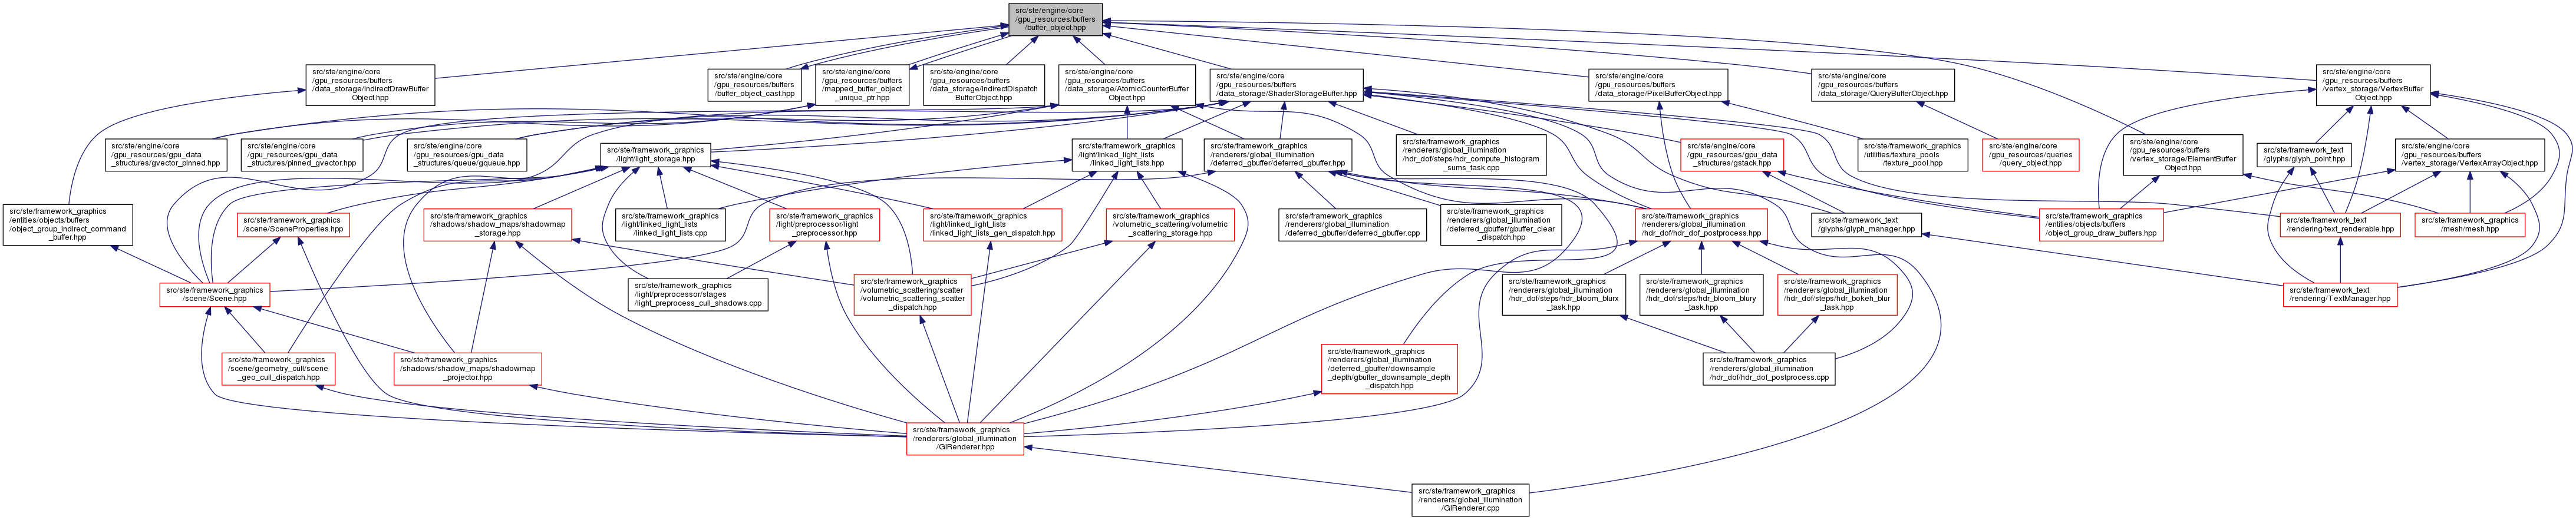 src/ste/engine/core
/gpu_resources/buffers
/buffer_object.hpp
src/ste/engine/core
/gpu_resources/buffers
/data_storage/IndirectDrawBuffer
Object.hpp
src/ste/engine/core
/gpu_resources/buffers
/buffer_object_cast.hpp
src/ste/engine/core
/gpu_resources/buffers
/mapped_buffer_object
_unique_ptr.hpp
src/ste/engine/core
/gpu_resources/buffers
/data_storage/IndirectDispatch
BufferObject.hpp
src/ste/engine/core
/gpu_resources/buffers
/data_storage/AtomicCounterBuffer
Object.hpp
src/ste/engine/core
/gpu_resources/buffers
/data_storage/ShaderStorageBuffer.hpp
src/ste/engine/core
/gpu_resources/buffers
/data_storage/PixelBufferObject.hpp
src/ste/engine/core
/gpu_resources/buffers
/data_storage/QueryBufferObject.hpp
src/ste/engine/core
/gpu_resources/buffers
/vertex_storage/VertexBuffer
Object.hpp
src/ste/engine/core
/gpu_resources/gpu_data
_structures/gvector_pinned.hpp
src/ste/engine/core
/gpu_resources/gpu_data
_structures/pinned_gvector.hpp
src/ste/engine/core
/gpu_resources/gpu_data
_structures/queue/gqueue.hpp
src/ste/framework_graphics
/light/light_storage.hpp
src/ste/framework_graphics
/light/linked_light_lists
/linked_light_lists.hpp
src/ste/framework_graphics
/renderers/global_illumination
/deferred_gbuffer/deferred_gbuffer.hpp
src/ste/framework_graphics
/renderers/global_illumination
/hdr_dof/steps/hdr_compute_histogram
_sums_task.cpp
src/ste/engine/core
/gpu_resources/gpu_data
_structures/gstack.hpp
src/ste/framework_graphics
/utilities/texture_pools
/texture_pool.hpp
src/ste/engine/core
/gpu_resources/queries
/query_object.hpp
src/ste/engine/core
/gpu_resources/buffers
/vertex_storage/ElementBuffer
Object.hpp
src/ste/framework_text
/glyphs/glyph_point.hpp
src/ste/engine/core
/gpu_resources/buffers
/vertex_storage/VertexArrayObject.hpp
src/ste/framework_graphics
/entities/objects/buffers
/object_group_indirect_command
_buffer.hpp
src/ste/framework_graphics
/scene/SceneProperties.hpp
src/ste/framework_graphics
/shadows/shadow_maps/shadowmap
_storage.hpp
src/ste/framework_graphics
/light/linked_light_lists
/linked_light_lists.cpp
src/ste/framework_graphics
/light/preprocessor/light
_preprocessor.hpp
src/ste/framework_graphics
/light/linked_light_lists
/linked_light_lists_gen_dispatch.hpp
src/ste/framework_graphics
/volumetric_scattering/volumetric
_scattering_storage.hpp
src/ste/framework_graphics
/renderers/global_illumination
/deferred_gbuffer/deferred_gbuffer.cpp
src/ste/framework_graphics
/renderers/global_illumination
/deferred_gbuffer/gbuffer_clear
_dispatch.hpp
src/ste/framework_graphics
/renderers/global_illumination
/hdr_dof/hdr_dof_postprocess.hpp
src/ste/framework_text
/glyphs/glyph_manager.hpp
src/ste/framework_graphics
/entities/objects/buffers
/object_group_draw_buffers.hpp
src/ste/framework_text
/rendering/text_renderable.hpp
src/ste/framework_graphics
/mesh/mesh.hpp
src/ste/framework_graphics
/scene/Scene.hpp
src/ste/framework_graphics
/light/preprocessor/stages
/light_preprocess_cull_shadows.cpp
src/ste/framework_graphics
/volumetric_scattering/scatter
/volumetric_scattering_scatter
_dispatch.hpp
src/ste/framework_graphics
/renderers/global_illumination
/hdr_dof/steps/hdr_bloom_blurx
_task.hpp
src/ste/framework_graphics
/renderers/global_illumination
/hdr_dof/steps/hdr_bloom_blury
_task.hpp
src/ste/framework_graphics
/renderers/global_illumination
/hdr_dof/steps/hdr_bokeh_blur
_task.hpp
src/ste/framework_text
/rendering/TextManager.hpp
src/ste/framework_graphics
/scene/geometry_cull/scene
_geo_cull_dispatch.hpp
src/ste/framework_graphics
/shadows/shadow_maps/shadowmap
_projector.hpp
src/ste/framework_graphics
/renderers/global_illumination
/deferred_gbuffer/downsample
_depth/gbuffer_downsample_depth
_dispatch.hpp
src/ste/framework_graphics
/renderers/global_illumination
/hdr_dof/hdr_dof_postprocess.cpp
src/ste/framework_graphics
/renderers/global_illumination
/GIRenderer.hpp
src/ste/framework_graphics
/renderers/global_illumination
/GIRenderer.cpp